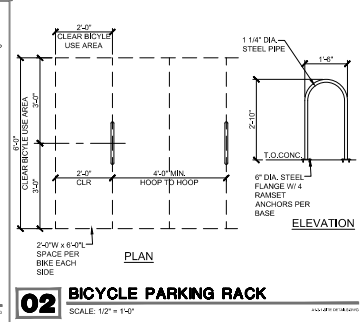 2'-0"
CLEAR BICYLE
USE AREA
6'-0"
CLEAR BICYLE USE AREA
3'-0"
3'-0"
2'-0"
CLR
4'-0" MIN.
HOOP TO HOOP
2'-0"W x 6'-0"L
SPACE PER
BIKE EACH
SIDE
PLAN
1 1/4" DIA.
STEEL PIPE
1'-6"
2'-10"
T.O.CONC.
6" DIA. STEEL
FLANGE W/ 4
RAMSET
ANCHORS PER
BASE
ELEVATION
02
BICYCLE PARKING RACK
SCALE: 1/2" = 1'-0"